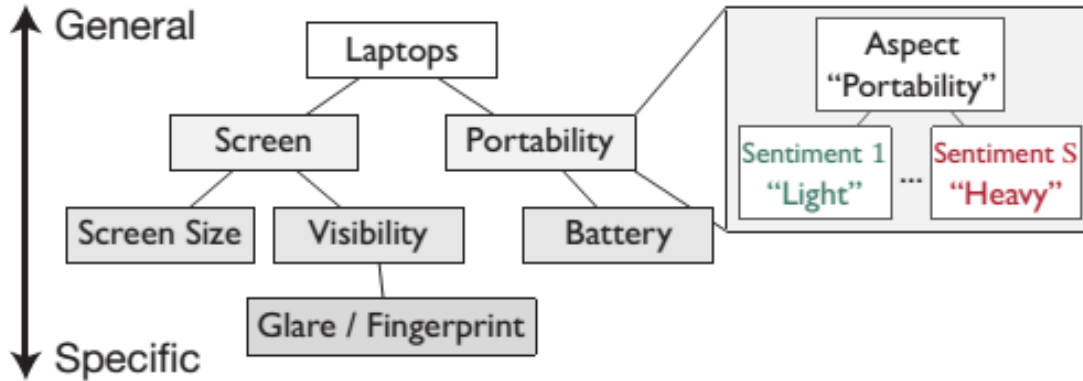 General
Laptops
Screen
Portability
Screen Size
Visibility
Battery
Glare / Fingerprint
Specific
Aspect
“Portability”
Sentiment 1
“Light”
...
Sentiment S
“Heavy”